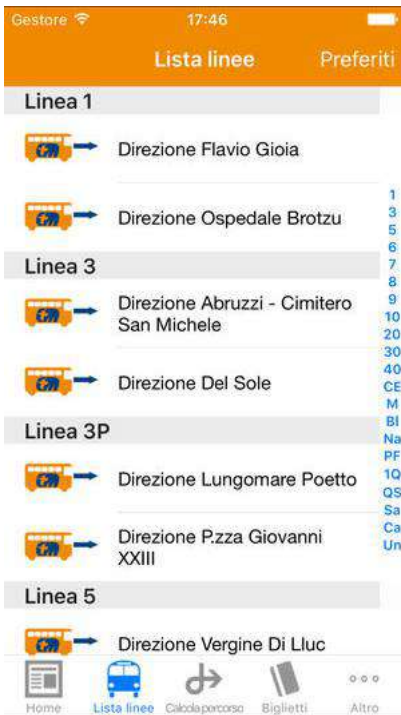 Gestore 17:46
Lista linee Preferiti
Linea 1
Direzione Flavio Gioia
Direzione Ospedale Brotzu
Linea 3
Direzione Abruzzi - Cimitero
San Michele
Direzione Del Sole
Linea 3P
Direzione Lungomare Poetto
Direzione P.zza Giovanni
XXIII
Linea 5
Direzione Vergine Di Lluc
1
3
5
6
7
8
9
10
20
30
40
CE
M
BI
Na
PF
1Q
QS
Sa
Ca
Un
Home Lista linee Calcola percorso Biglietti Altro